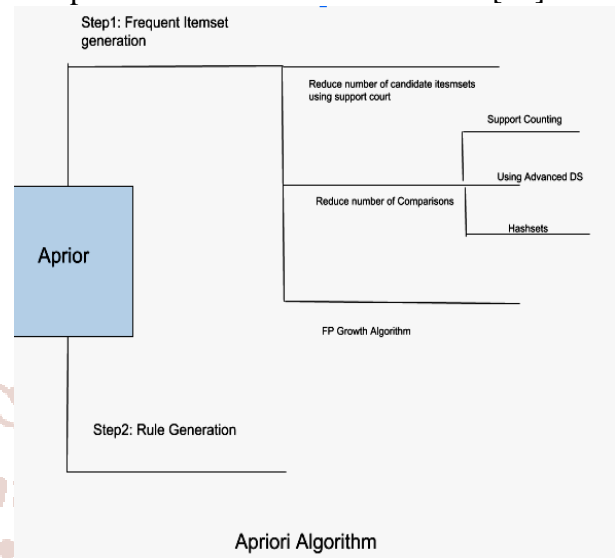 Step1: Frequent Itemset
generation
Reduce number of candidate itesmsets
using support court
Support Counting
Using Advanced DS
Reduce number of Comparisons
Hashsets
Aprior
FP Growth Algorithm
Step2: Rule Generation
Apriori Algorithm